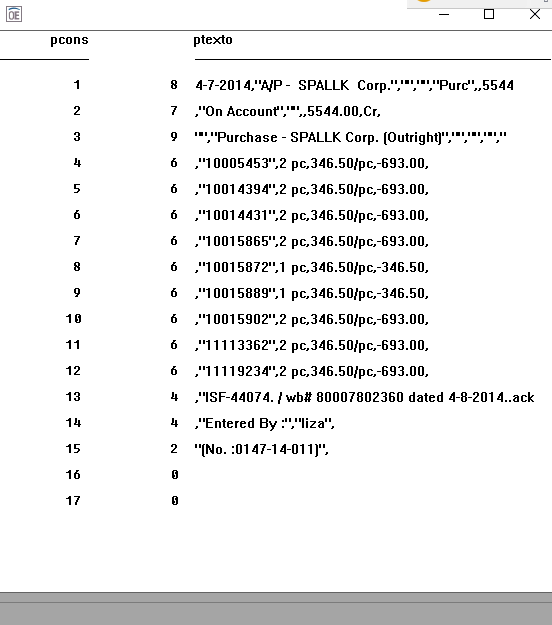 OE
pcons ptexto
1 8 4-7-2014,"A/P - SPALLK Corp.","","","Purc",,5544
2 7 ,"On Account","",,5544.00,Cr,
3 9 "","Purchase - SPALLK Corp. (Outright)","","","","
4 6 ,"10005453",2 pc,346.50/pc,-693.00,
5 6 ,"10014394",2 pc,346.50/pc,-693.00,
6 6 ,"10014431",2 pc,346.50/pc,-693.00,
7 6 ,"10015865",2 pc,346.50/pc,-693.00,
8 6 ,"10015872",1 pc,346.50/pc,-346.50,
9 6 ,"10015889",1 pc,346.50/pc,-346.50,
10 6 ,"10015902",2 pc,346.50/pc,-693.00,
11 6 ,"11113362",2 pc,346.50/pc,-693.00,
12 6 ,"11119234",2 pc,346.50/pc,-693.00,
13 4 ,"ISF-44074. / wb# 80007802360 dated 4-8-2014..ack
14 4 ,"Entered By :","liza",
15 2 "(No. :0147-14-011)",
16 0
17 0